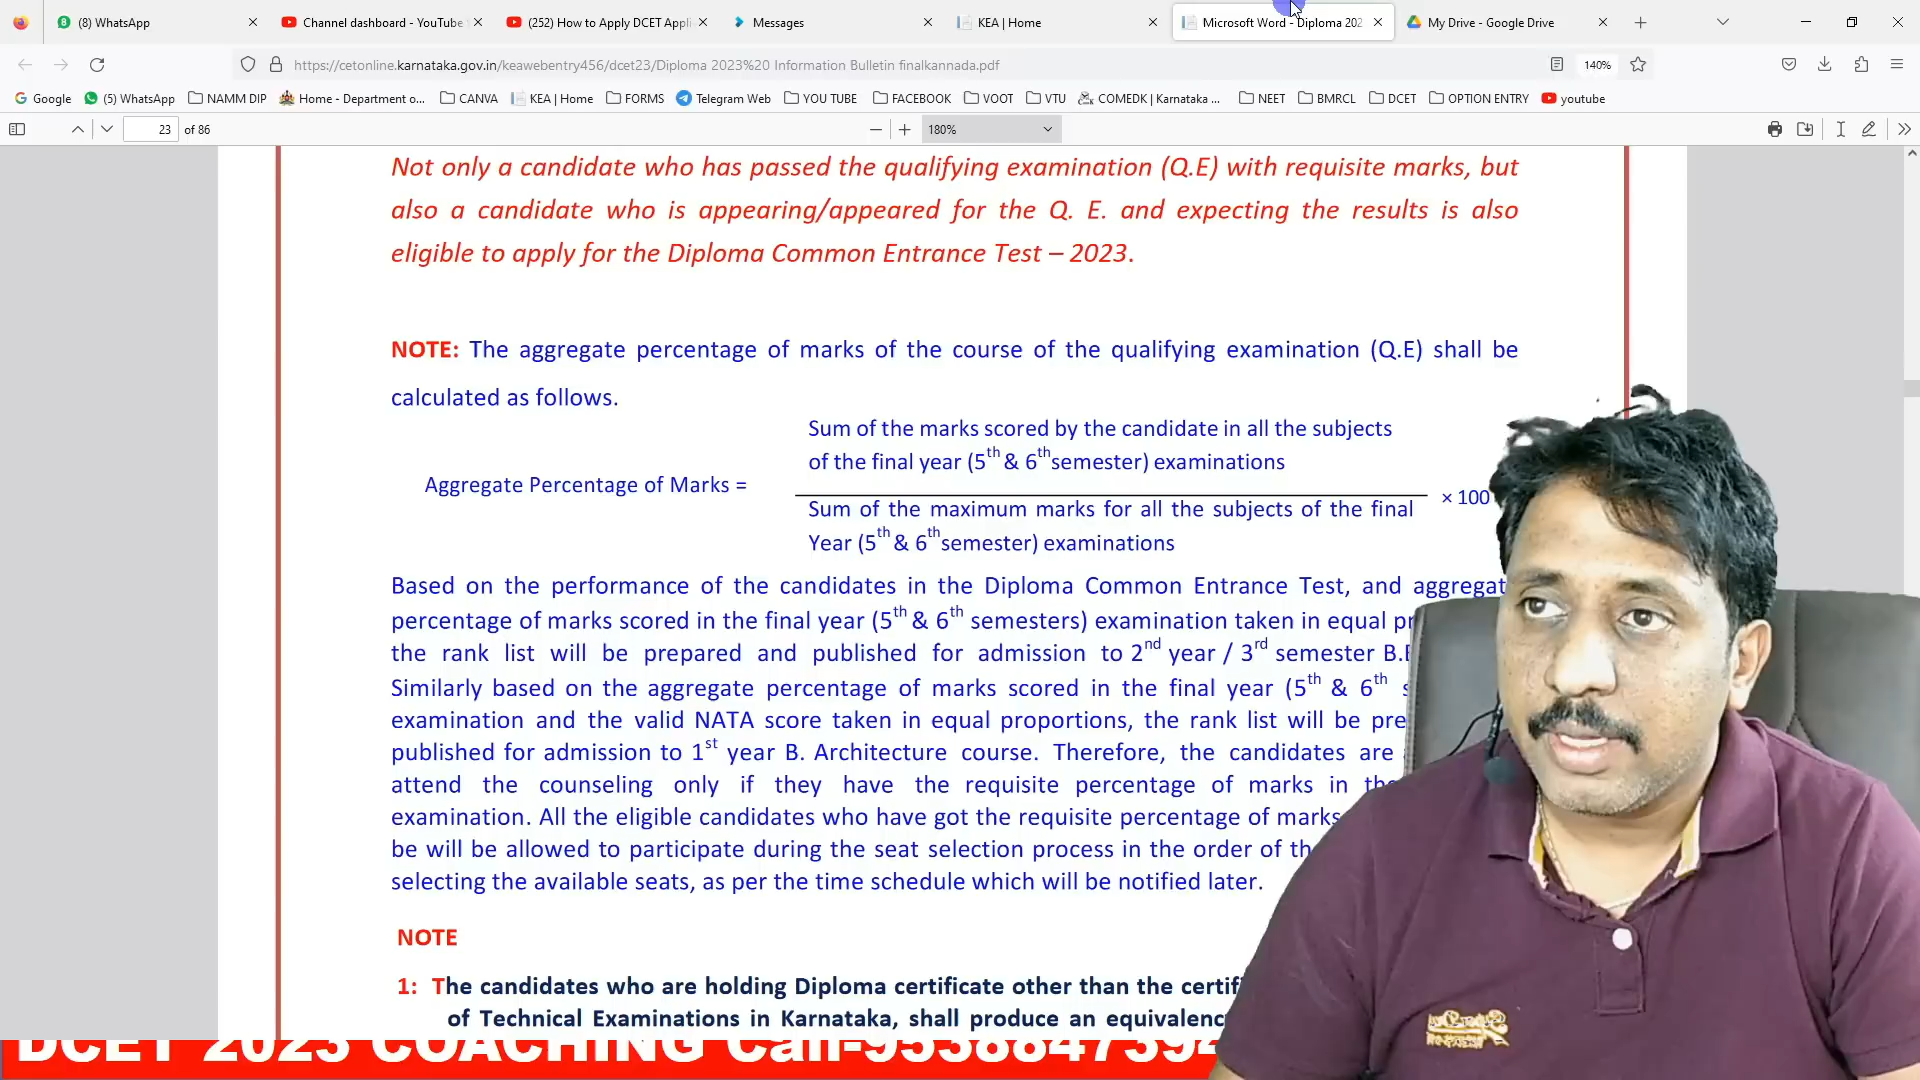 (8) WhatsApp
Channel dashboard - YouTube
(252) How to Apply DCET Appli
Messages
KEA | Home
Microsoft Word - Diploma 202
My Drive - Google Drive
https://cetonline.karnataka.gov.in/keawebentry456/dcet23/Diploma 2023%20 Information Bulletin finalkannada.pdf
140%
Google
(5) WhatsApp
NAMM DIP
Home - Department o...
CANVA
KEA | Home
FORMS
Telegram Web
YOU TUBE
FACEBOOK
VOOT
VTU
COMEDK | Karnataka ...
NEET
BMRCL
DCET
OPTION ENTRY
youtube
23 of 86
180%
Not only a candidate who has passed the qualifying examination (Q.E) with requisite marks, but
also a candidate who is appearing/appeared for the Q. E. and expecting the results is also
eligible to apply for the Diploma Common Entrance Test – 2023.
NOTE: The aggregate percentage of marks of the course of the qualifying examination (Q.E) shall be
calculated as follows.
Sum of the marks scored by the candidate in all the subjects
of the final year (5th & 6th semester) examinations
Aggregate Percentage of Marks =
× 100
Sum of the maximum marks for all the subjects of the final
Year (5th & 6th semester) examinations
Based on the performance of the candidates in the Diploma Common Entrance Test, and aggregat
percentage of marks scored in the final year (5th & 6th semesters) examination taken in equal pr
the rank list will be prepared and published for admission to 2nd year / 3rd semester B.E
Similarly based on the aggregate percentage of marks scored in the final year (5th & 6th s
examination and the valid NATA score taken in equal proportions, the rank list will be pre
published for admission to 1st year B. Architecture course. Therefore, the candidates are
attend the counseling only if they have the requisite percentage of marks in the
examination. All the eligible candidates who have got the requisite percentage of marks
be will be allowed to participate during the seat selection process in the order of th
selecting the available seats, as per the time schedule which will be notified later.
NOTE
1: The candidates who are holding Diploma certificate other than the certif
of Technical Examinations in Karnataka, shall produce an equivalenc
DCET 2023 COACHING Call-9538847394